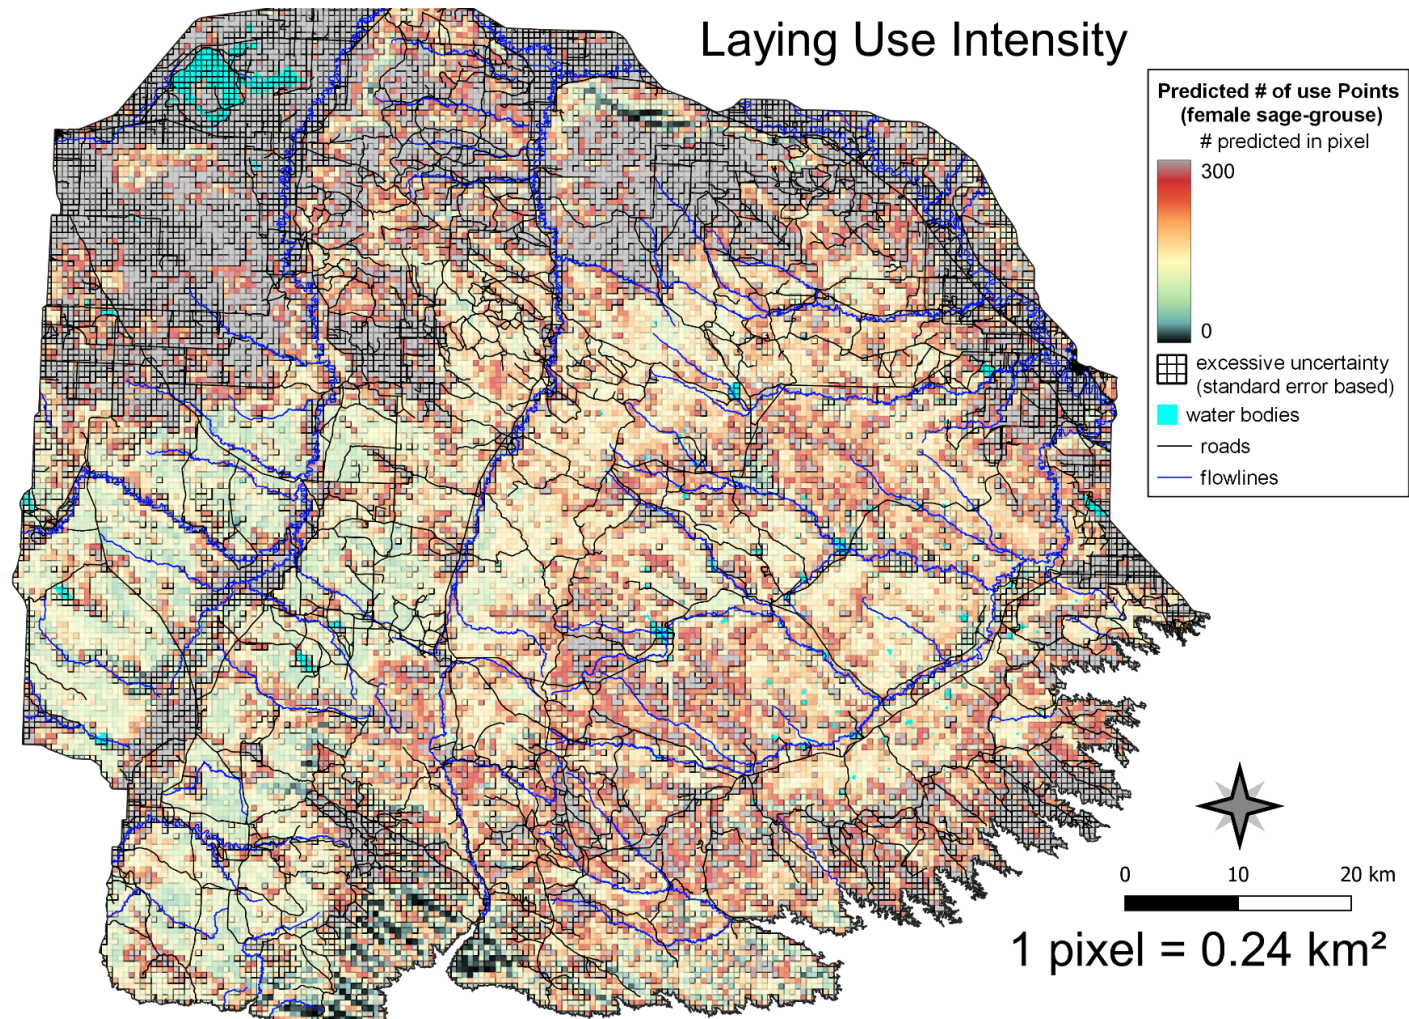 Laying Use Intensity
Predicted # of use Points
(female sage-grouse)
# predicted in pixel
300
0
excessive uncertainty
(standard error based)
water bodies
roads
flowlines
0 10 20 km
1 pixel = 0.24 km²